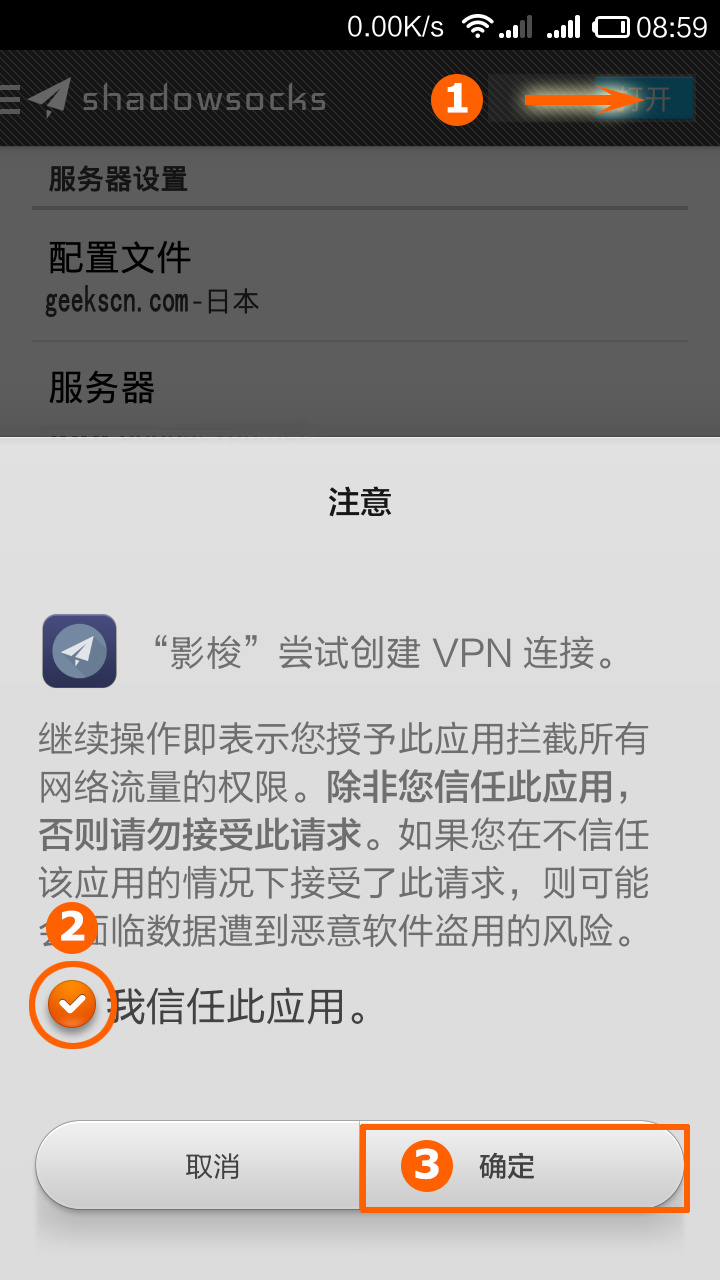 0.00K/s 08:59
shadowsocks 1 打开
服务器设置
配置文件
geekscn.com-日本
服务器
注意
“影梭”尝试创建 VPN 连接。
继续操作即表示您授予此应用拦截所有
网络流量的权限。除非您信任此应用，
否则请勿接受此请求。如果您在不信任
该应用的情况下接受了此请求，则可能
会面临数据遭到恶意软件盗用的风险。
2
我信任此应用。
取消 3 确定